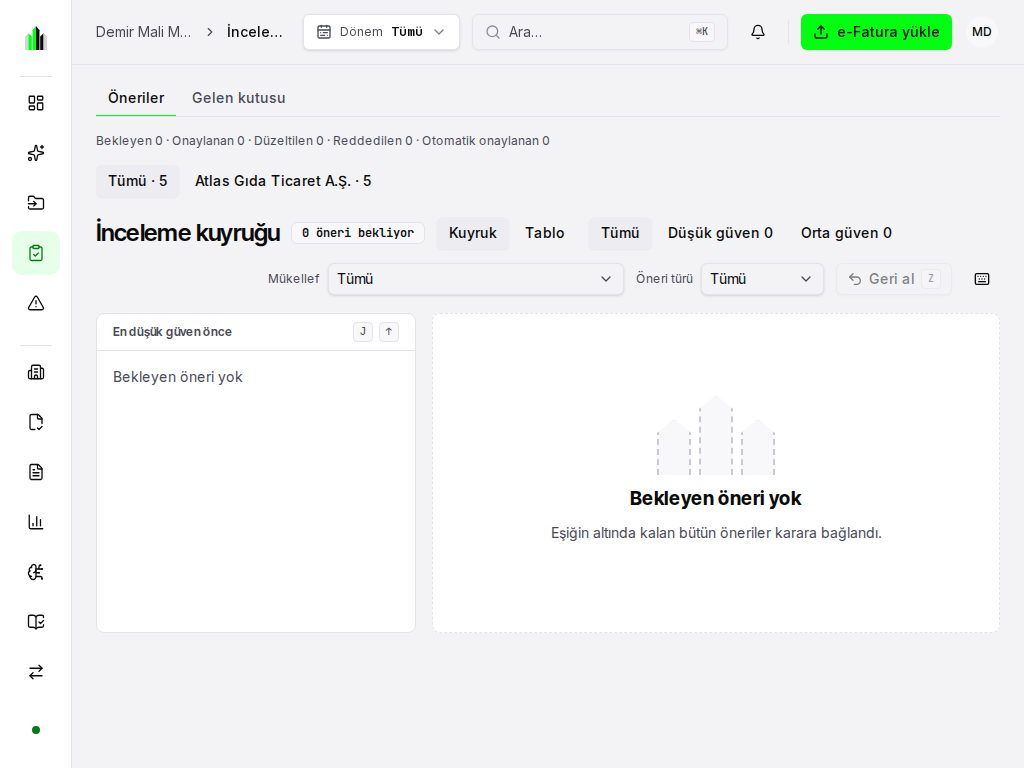 Demir Mali M… > İncele… Dönem Tümü Ara… ⌘K e-Fatura yükle MD
Öneriler Gelen kutusu
Bekleyen 0 · Onaylanan 0 · Düzeltilen 0 · Reddedilen 0 · Otomatik onaylanan 0
Tümü · 5 Atlas Gıda Ticaret A.Ş. · 5
İnceleme kuyruğu 0 öneri bekliyor Kuyruk Tablo Tümü Düşük güven 0 Orta güven 0
Mükellef Tümü Öneri türü Tümü Geri al Z
En düşük güven önce J ↑
Bekleyen öneri yok
Bekleyen öneri yok
Eşiğin altında kalan bütün öneriler karara bağlandı.